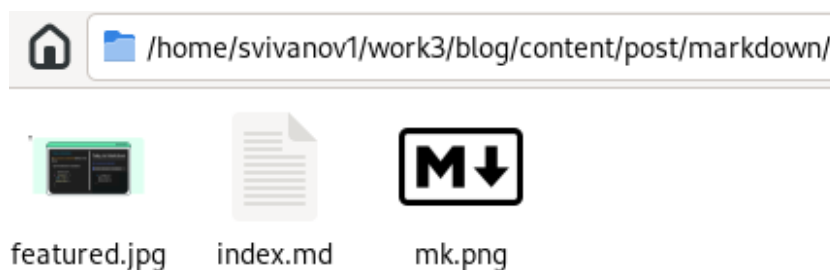 /home/svivanov1/work3/blog/content/post/markdown/
M
featured.jpg
index.md
mk.png